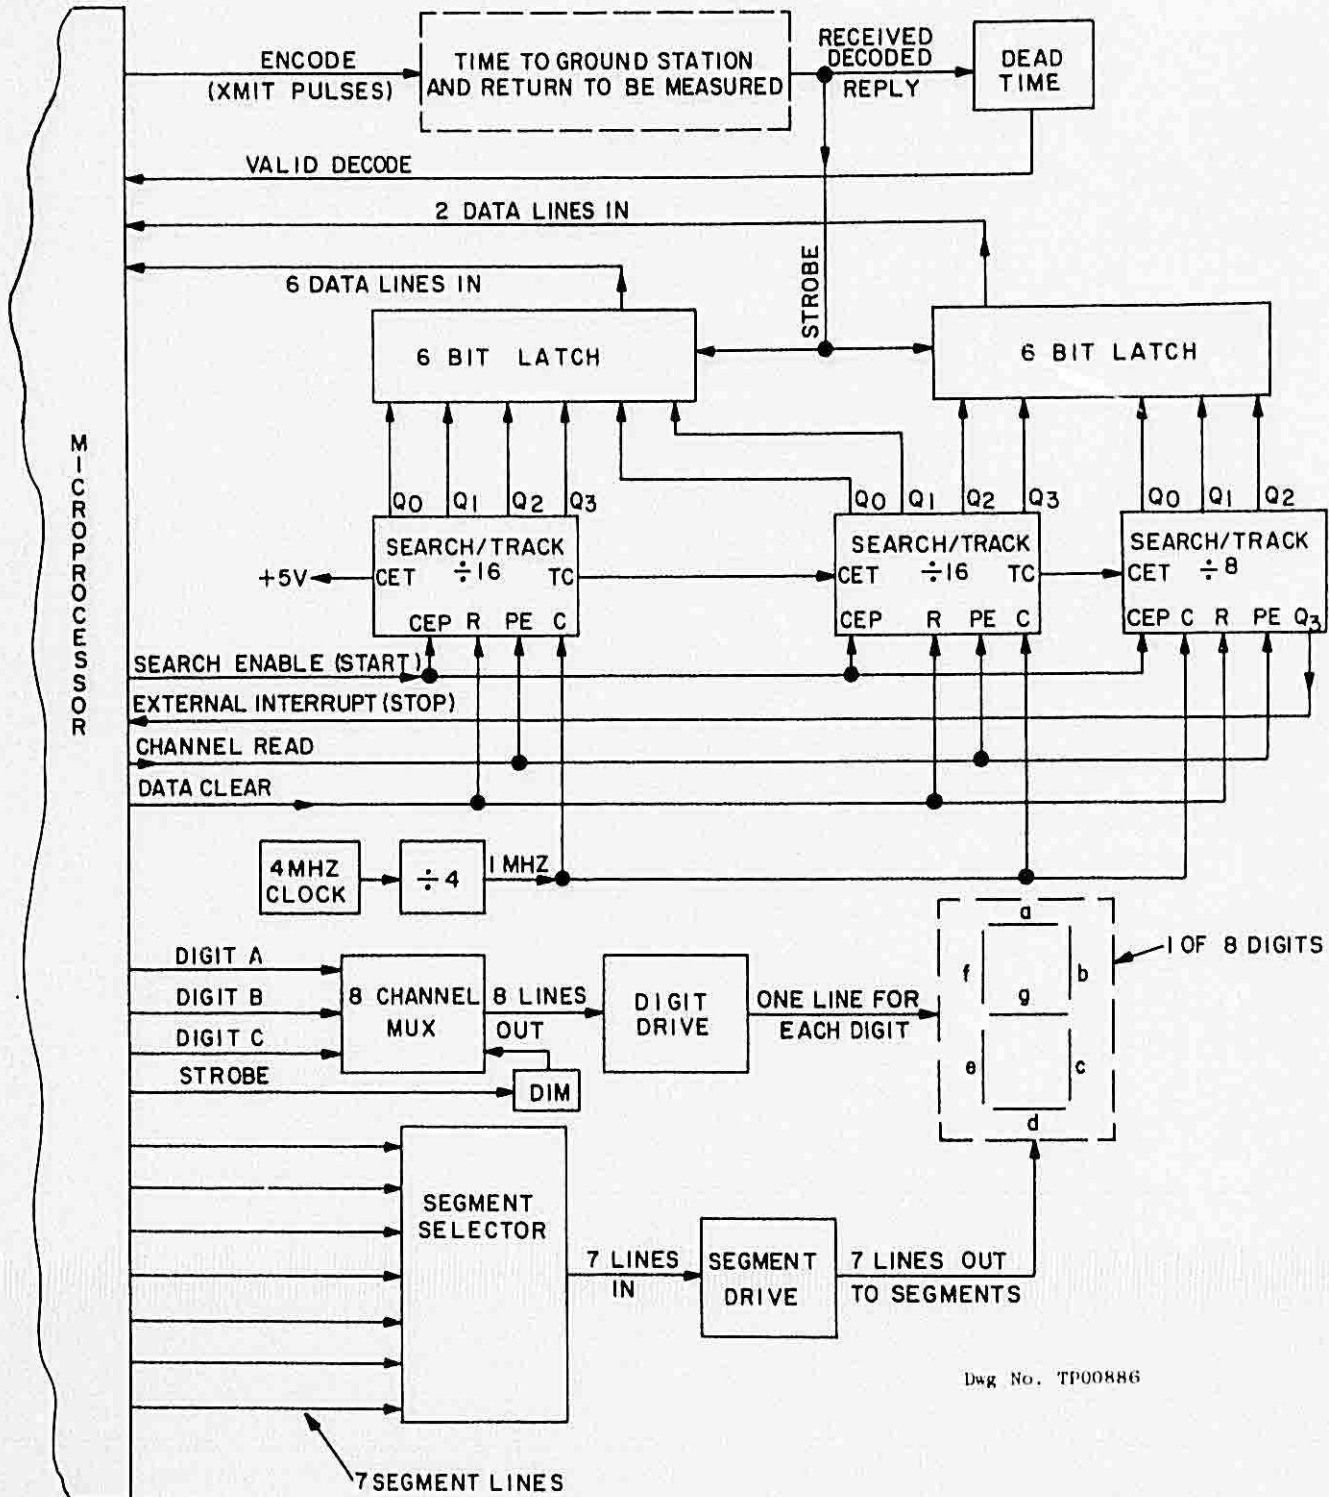 ENCODE
(XMIT PULSES)
TIME TO GROUND STATION
AND RETURN TO BE MEASURED
RECEIVED
DECODED
REPLY
DEAD
TIME
VALID DECODE
2 DATA LINES IN
6 DATA LINES IN
STROBE
6 BIT LATCH
6 BIT LATCH
MICROPROCESSOR
Q0 Q1 Q2 Q3
Q0 Q1 Q2 Q3
Q0 Q1 Q2
SEARCH/TRACK
÷16
+5V
CET TC
CEP R PE C
SEARCH/TRACK
÷16
CET TC
CEP R PE C
SEARCH/TRACK
÷8
CET
CEP C R PE Q3
SEARCH ENABLE (START)
EXTERNAL INTERRUPT (STOP)
CHANNEL READ
DATA CLEAR
4MHZ
CLOCK
÷4
1 MHZ
DIGIT A
DIGIT B
DIGIT C
STROBE
8 CHANNEL
MUX
8 LINES
OUT
DIM
DIGIT
DRIVE
ONE LINE FOR
EACH DIGIT
a
f b
g
e c
d
1 OF 8 DIGITS
SEGMENT
SELECTOR
7 LINES
IN
SEGMENT
DRIVE
7 LINES OUT
TO SEGMENTS
7 SEGMENT LINES
Dwg No. TP00886